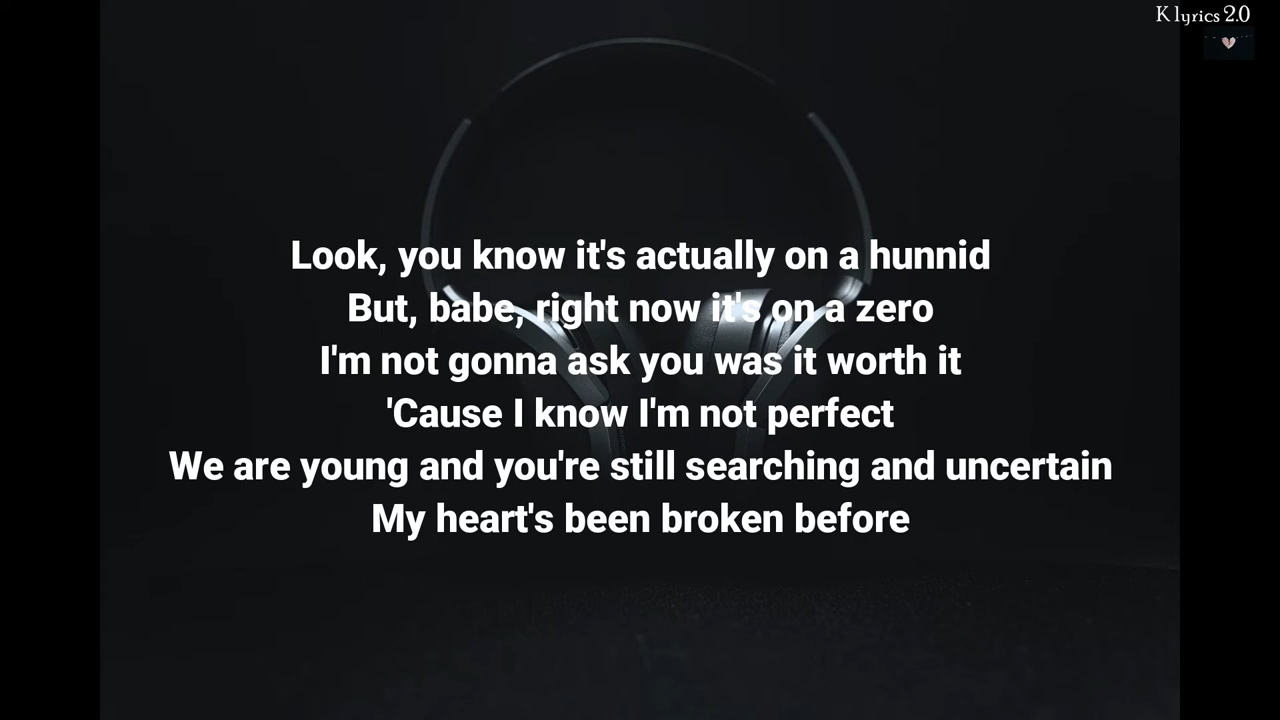 K lyrics 2.0
Look, you know it's actually on a hunnid
But, babe, right now it's on a zero
I'm not gonna ask you was it worth it
'Cause I know I'm not perfect
We are young and you're still searching and uncertain
My heart's been broken before